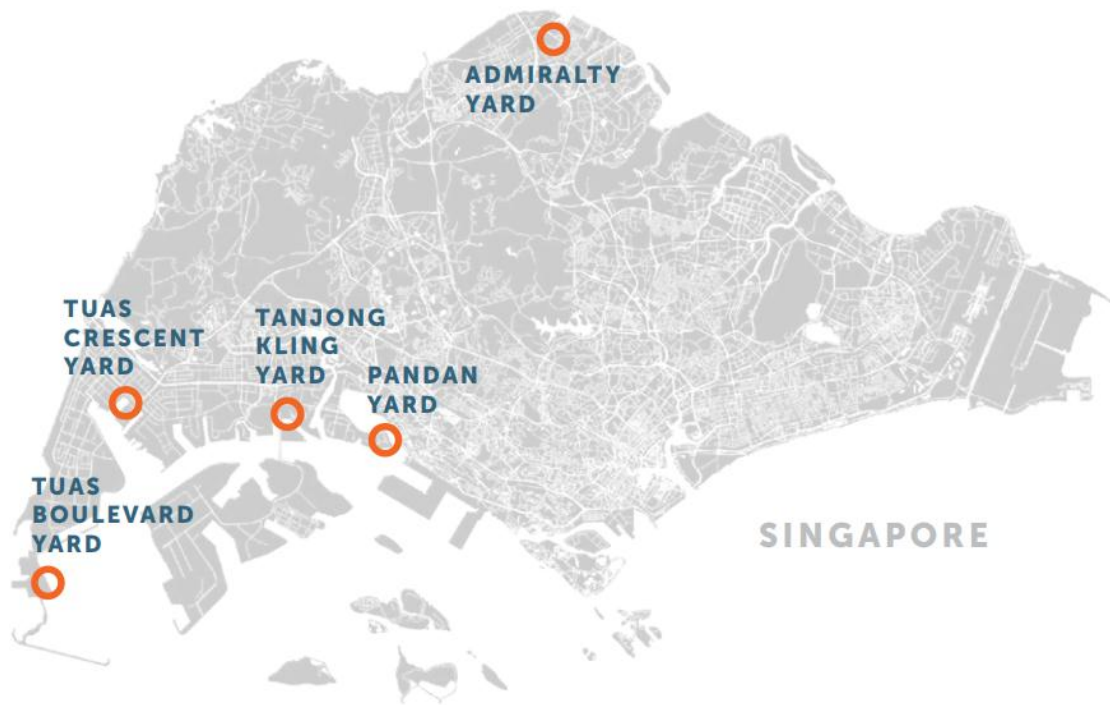 ADMIRALTY
YARD
TUAS
CRESCENT
YARD
TANJONG
KLING
YARD
PANDAN
YARD
TUAS
BOULEVARD
YARD
SINGAPORE